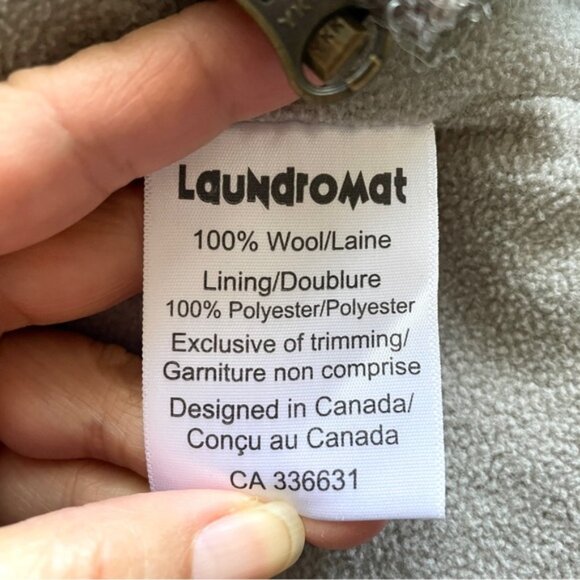 LauNdroMat
100% Wool/Laine
Lining/Doublure
100% Polyester/Polyester
Exclusive of trimming/
Garniture non comprise
Designed in Canada/
Conçu au Canada
CA 336631